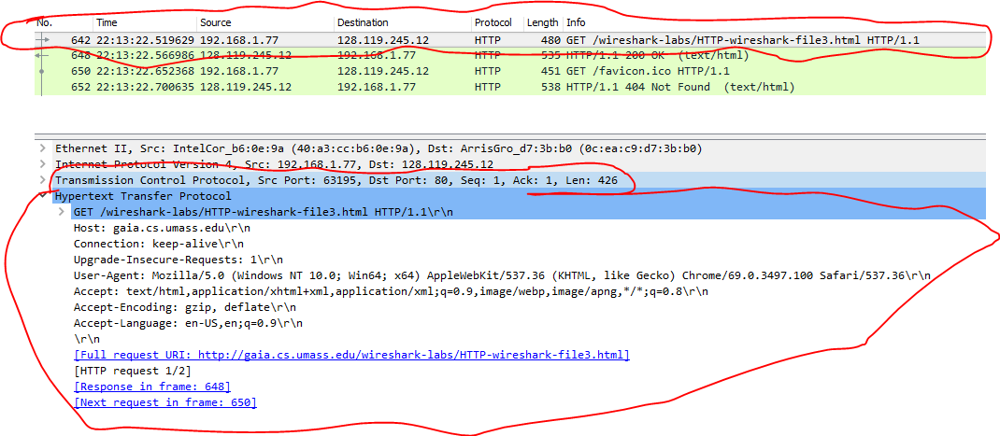 No. Time Source Destination Protocol Length Info
642 22:13:22.519629 192.168.1.77 128.119.245.12 HTTP 480 GET /wireshark-labs/HTTP-wireshark-file3.html HTTP/1.1
648 22:13:22.566986 128.119.245.12 192.168.1.77 HTTP 535 HTTP/1.1 200 OK (text/html)
650 22:13:22.652368 192.168.1.77 128.119.245.12 HTTP 451 GET /favicon.ico HTTP/1.1
652 22:13:22.700635 128.119.245.12 192.168.1.77 HTTP 538 HTTP/1.1 404 Not Found (text/html)
Ethernet II, Src: IntelCor_b6:0e:9a (40:a3:cc:b6:0e:9a), Dst: ArrisGro_d7:3b:b0 (0c:ea:c9:d7:3b:b0)
Internet Protocol Version 4, Src: 192.168.1.77, Dst: 128.119.245.12
Transmission Control Protocol, Src Port: 63195, Dst Port: 80, Seq: 1, Ack: 1, Len: 426
Hypertext Transfer Protocol
GET /wireshark-labs/HTTP-wireshark-file3.html HTTP/1.1\r\n
Host: gaia.cs.umass.edu\r\n
Connection: keep-alive\r\n
Upgrade-Insecure-Requests: 1\r\n
User-Agent: Mozilla/5.0 (Windows NT 10.0; Win64; x64) AppleWebKit/537.36 (KHTML, like Gecko) Chrome/69.0.3497.100 Safari/537.36\r\n
Accept: text/html,application/xhtml+xml,application/xml;q=0.9,image/webp,image/apng,*/*;q=0.8\r\n
Accept-Encoding: gzip, deflate\r\n
Accept-Language: en-US,en;q=0.9\r\n
\r\n
[Full request URI: http://gaia.cs.umass.edu/wireshark-labs/HTTP-wireshark-file3.html]
[HTTP request 1/2]
[Response in frame: 648]
[Next request in frame: 650]